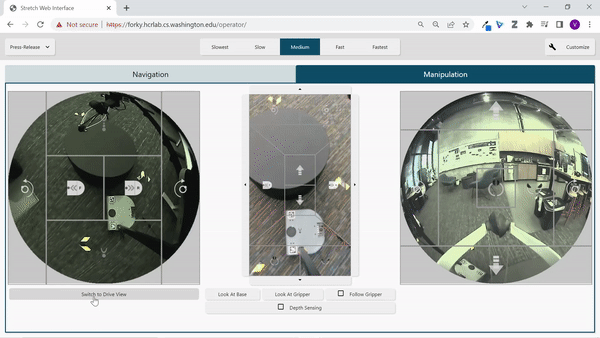 Stretch Web Interface
Not secure
https://forky.hcrlab.cs.washington.edu/operator/
V
Press-Release
Slowest
Slow
Medium
Fast
Fastest
Customize
Navigation
Manipulation
Switch to Drive View
Look At Base
Look At Gripper
Follow Gripper
Depth Sensing